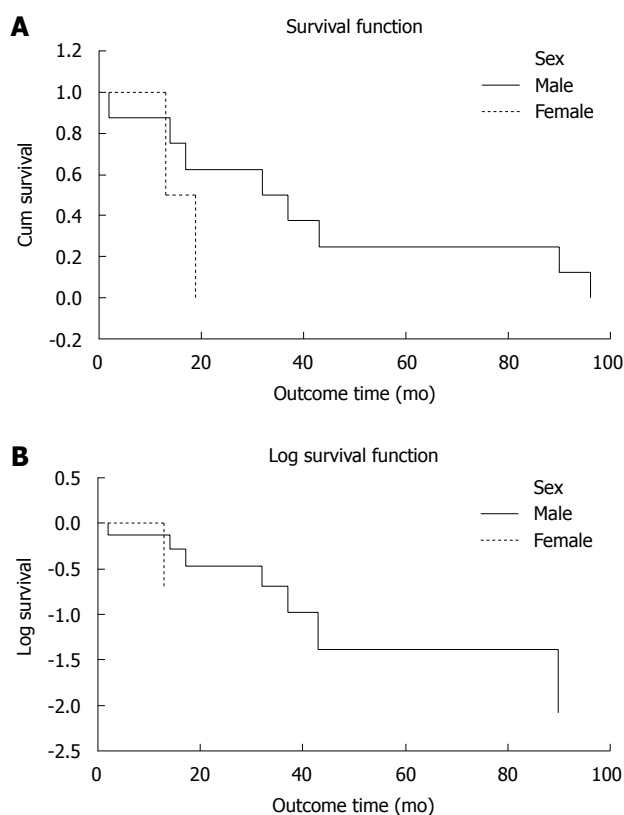 A
Survival function
1.2
1.0
0.8
0.6
0.4
0.2
0.0
-0.2
Cum survival
Sex
Male
Female
0 20 40 60 80 100
Outcome time (mo)
B
Log survival function
0.5
0.0
-0.5
-1.0
-1.5
-2.0
-2.5
Log survival
Sex
Male
Female
0 20 40 60 80 100
Outcome time (mo)